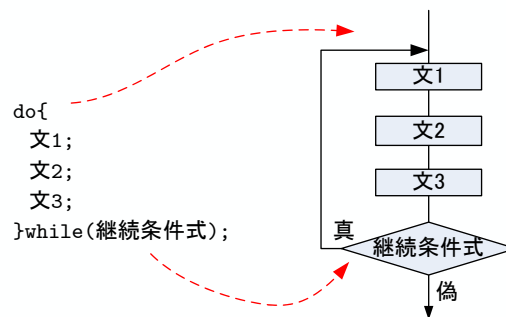 do{
文1;
文2;
文3;
}while(継続条件式);
文1
文2
文3
真
継続条件式
偽